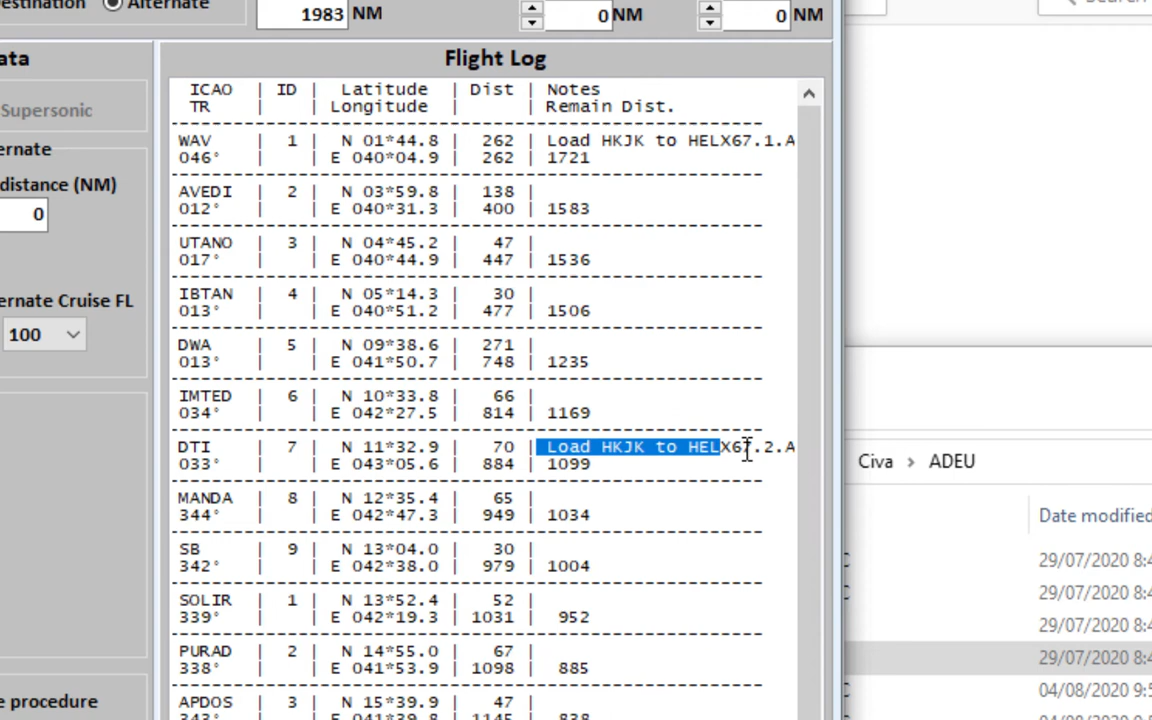 estination Alternate
1983 NM 0 NM 0 NM
ata
Supersonic
ernate
distance (NM)
0
ernate Cruise FL
100
e procedure
Flight Log
ICAO | ID | Latitude | Dist | Notes
TR | | Longitude | | Remain Dist.
WAV | 1 | N 01*44.8 | 262 | Load HKJK to HELX67.1.A
046° | | E 040*04.9 | 262 | 1721
AVEDI | 2 | N 03*59.8 | 138 |
012° | | E 040*31.3 | 400 | 1583
UTANO | 3 | N 04*45.2 | 47 |
017° | | E 040*44.9 | 447 | 1536
IBTAN | 4 | N 05*14.3 | 30 |
013° | | E 040*51.2 | 477 | 1506
DWA | 5 | N 09*38.6 | 271 |
013° | | E 041*50.7 | 748 | 1235
IMTED | 6 | N 10*33.8 | 66 |
034° | | E 042*27.5 | 814 | 1169
DTI | 7 | N 11*32.9 | 70 | Load HKJK to HELX67.2.A
033° | | E 043*05.6 | 884 | 1099
MANDA | 8 | N 12*35.4 | 65 |
344° | | E 042*47.3 | 949 | 1034
SB | 9 | N 13*04.0 | 30 |
342° | | E 042*38.0 | 979 | 1004
SOLIR | 1 | N 13*52.4 | 52 |
339° | | E 042*19.3 | 1031 | 952
PURAD | 2 | N 14*55.0 | 67 |
338° | | E 041*53.9 | 1098 | 885
APDOS | 3 | N 15*39.9 | 47 |
343° | | E 041*39.8 | 1145 | 838
Civa > ADEU
Date modified
29/07/2020 8:4
29/07/2020 8:4
29/07/2020 8:4
29/07/2020 8:4
04/08/2020 9:5